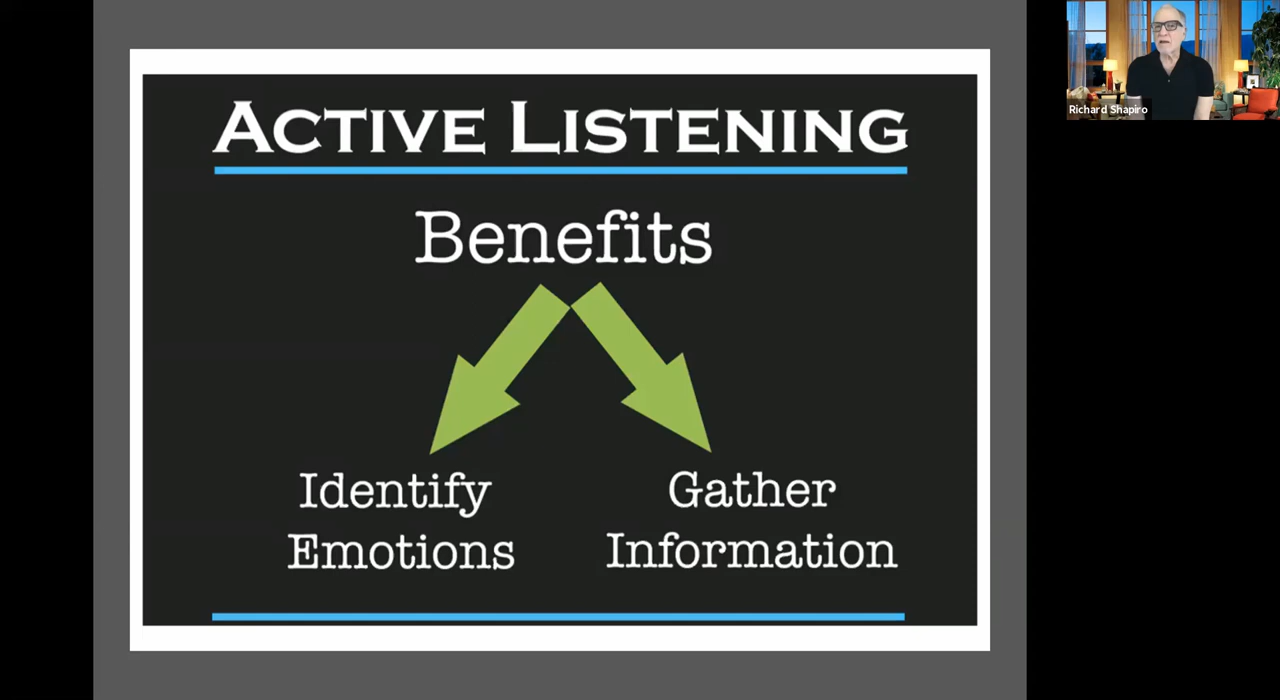 ACTIVE LISTENING
Benefits
Identify
Emotions
Gather
Information
Richard Shapiro